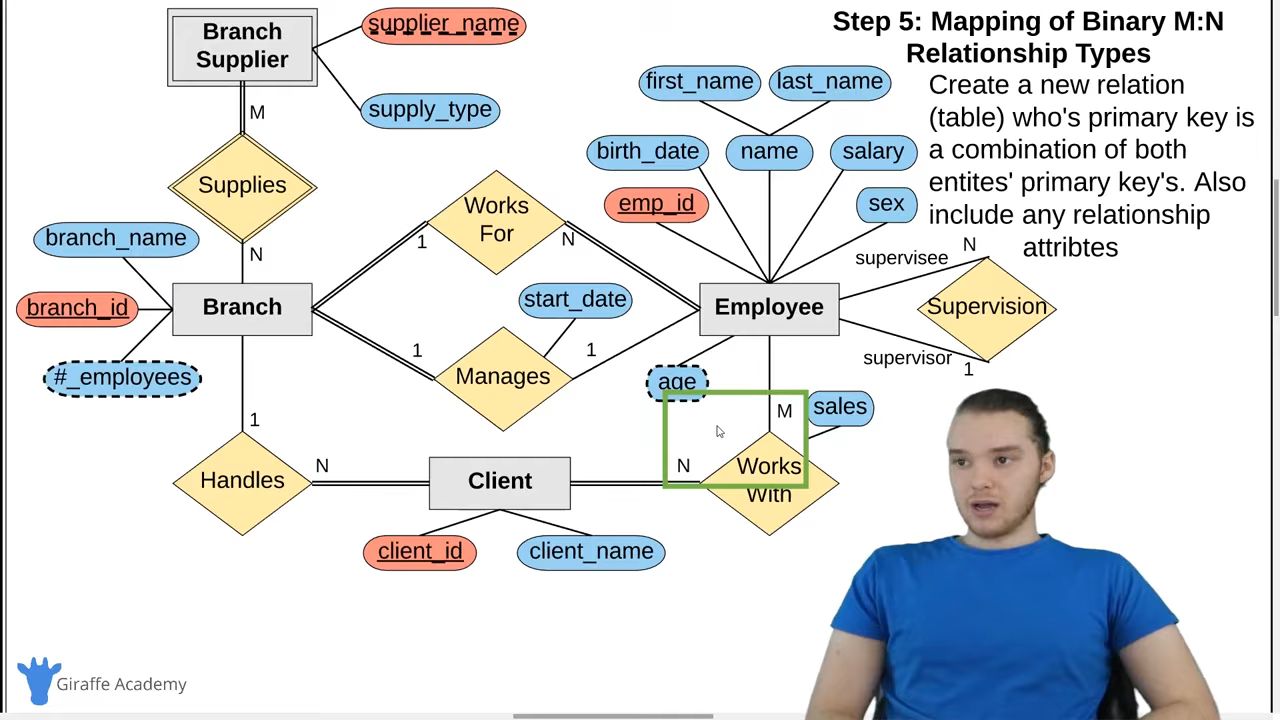 Step 5: Mapping of Binary M:N
Relationship Types
Create a new relation
(table) who's primary key is
a combination of both
entites' primary key's. Also
include any relationship
attribtes
Branch
Supplier
supplier_name
supply_type
M
Supplies
N
branch_name
branch_id
#_employees
Branch
Works
For
1
N
start_date
1
Manages
1
first_name
last_name
birth_date
name
salary
emp_id
sex
Employee
supervisee
N
Supervision
supervisor
1
age
sales
M
1
Handles
N
Client
N
Works
With
client_id
client_name
Giraffe Academy